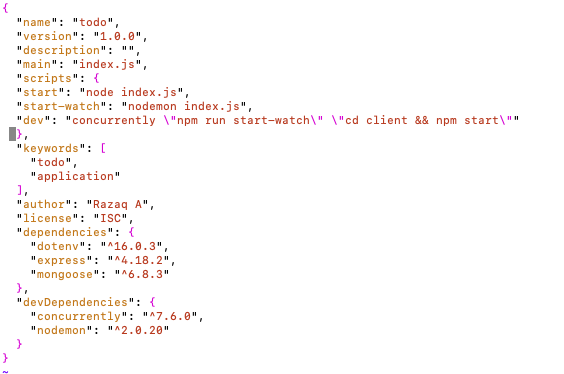 {
  "name": "todo",
  "version": "1.0.0",
  "description": "",
  "main": "index.js",
  "scripts": {
  "start": "node index.js",
  "start-watch": "nodemon index.js",
  "dev": "concurrently \"npm run start-watch\" \"cd client && npm start\""
 },
  "keywords": [
    "todo",
    "application"
  ],
  "author": "Razaq A",
  "license": "ISC",
  "dependencies": {
    "dotenv": "^16.0.3",
    "express": "^4.18.2",
    "mongoose": "^6.8.3"
  },
  "devDependencies": {
    "concurrently": "^7.6.0",
    "nodemon": "^2.0.20"
  }
}
~